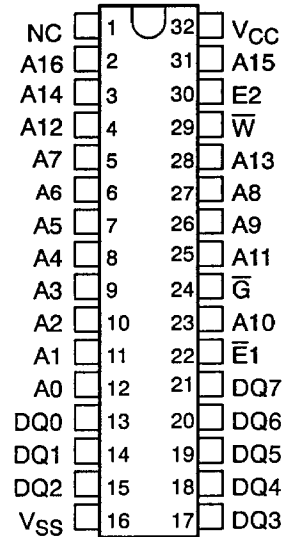 NC 1 32 VCC
A16 2 31 A15
A14 3 30 E2
A12 4 29 W̅
A7 5 28 A13
A6 6 27 A8
A5 7 26 A9
A4 8 25 A11
A3 9 24 G̅
A2 10 23 A10
A1 11 22 E̅1
A0 12 21 DQ7
DQ0 13 20 DQ6
DQ1 14 19 DQ5
DQ2 15 18 DQ4
VSS 16 17 DQ3